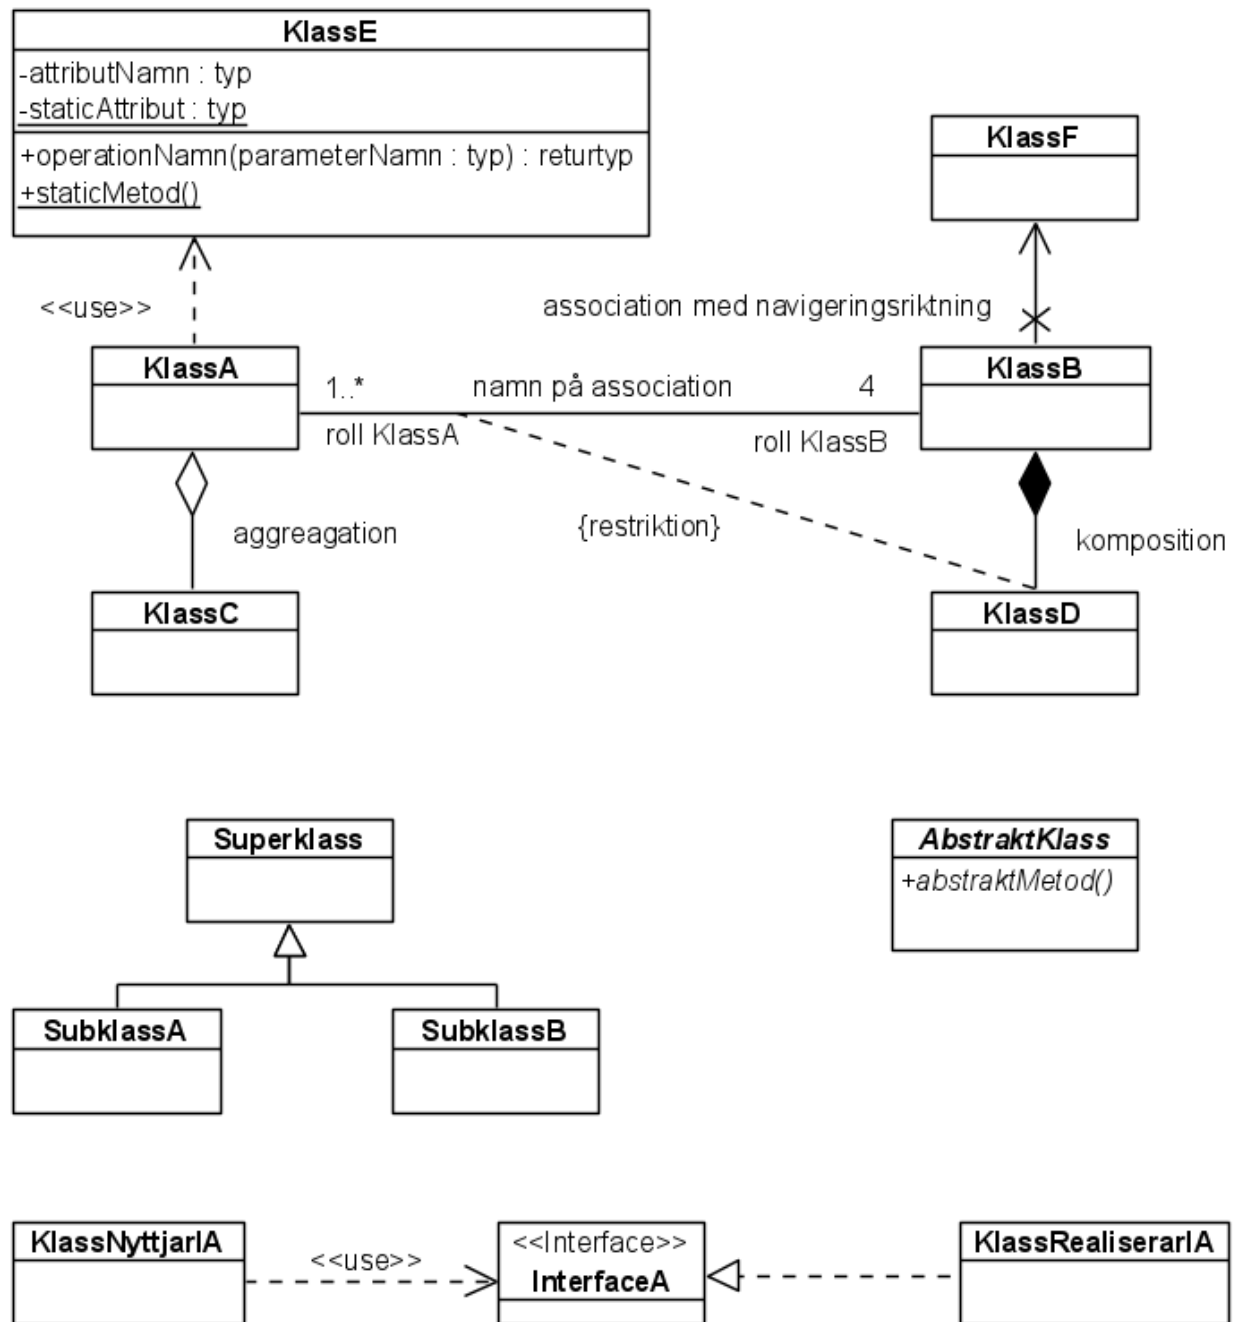 KlassE
-attributNamn : typ
-staticAttribut : typ
+operationNamn(parameterNamn : typ) : returtyp
+staticMetod()
KlassF
<<use>>
association med navigeringsriktning
KlassA
KlassB
1..*
namn på association
4
roll KlassA
roll KlassB
{restriktion}
aggreagation
komposition
KlassC
KlassD
Superklass
AbstraktKlass
+abstraktMetod()
SubklassA
SubklassB
KlassNyttjarIA
<<use>>
<<Interface>>
InterfaceA
KlassRealiserarIA